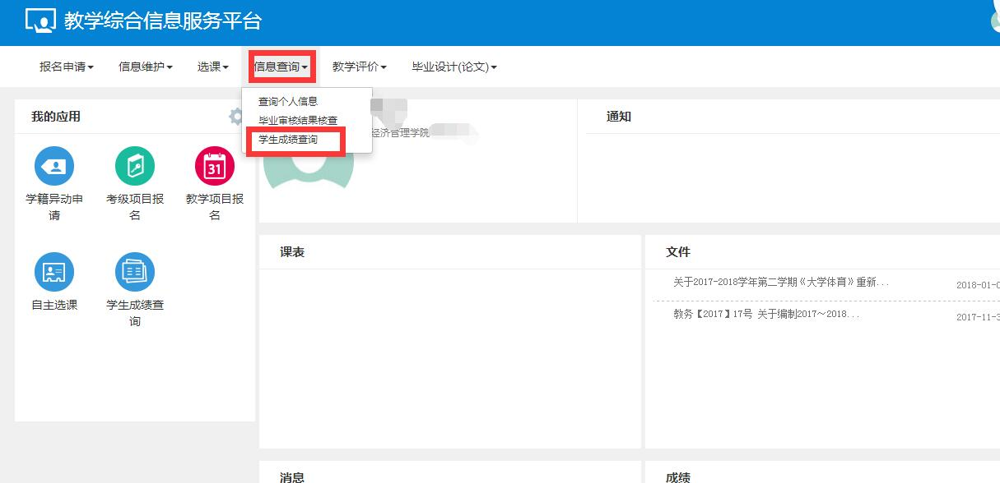 教学综合信息服务平台
报名申请 信息维护 选课 信息查询 教学评价 毕业设计(论文)
查询个人信息
毕业审核结果核查
学生成绩查询
我的应用
学籍异动申
请
考级项目报
名
教学项目报
名
31
自主选课
学生成绩查
询
经济管理学院
通知
课表
文件
关于2017-2018学年第二学期《大学体育》重新... 2018-01-0
教务【2017】17号 关于编制2017～2018... 2017-11-3
消息
成绩